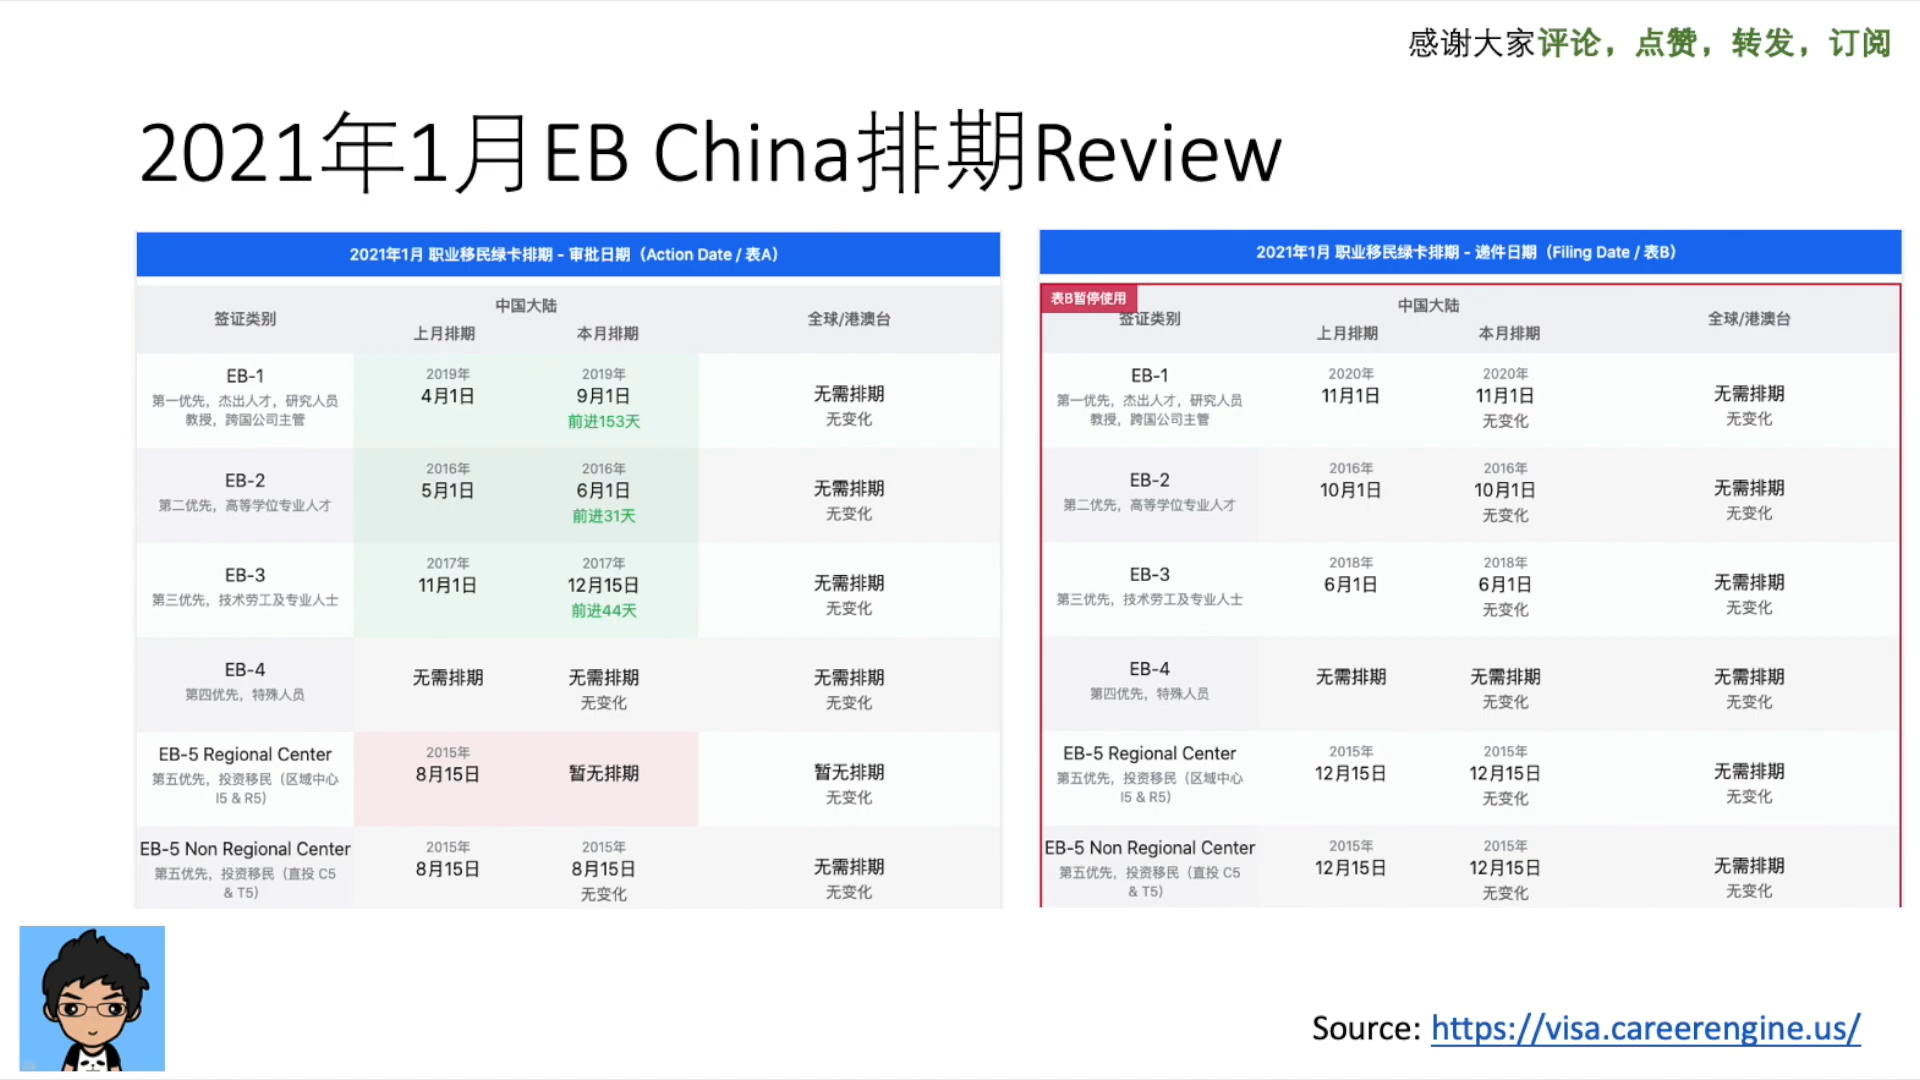 感谢大家评论，点赞，转发，订阅
2021年1月EB China排期Review
2021年1月 职业移民绿卡排期 - 审批日期（Action Date / 表A）
签证类别
中国大陆
上月排期
本月排期
全球/港澳台
EB-1
第一优先，杰出人才，研究人员
教授，跨国公司主管
2019年
4月1日
2019年
9月1日
前进153天
无需排期
无变化
EB-2
第二优先，高等学位专业人才
2016年
5月1日
2016年
6月1日
前进31天
无需排期
无变化
EB-3
第三优先，技术劳工及专业人士
2017年
11月1日
2017年
12月15日
前进44天
无需排期
无变化
EB-4
第四优先，特殊人员
无需排期
无需排期
无变化
无需排期
无变化
EB-5 Regional Center
第五优先，投资移民（区域中心
I5 & R5）
2015年
8月15日
暂无排期
暂无排期
无变化
EB-5 Non Regional Center
第五优先，投资移民（直投 C5
& T5）
2015年
8月15日
2015年
8月15日
无变化
无需排期
无变化
2021年1月 职业移民绿卡排期 - 递件日期（Filing Date / 表B）
表B暂停使用
签证类别
中国大陆
上月排期
本月排期
全球/港澳台
EB-1
第一优先，杰出人才，研究人员
教授，跨国公司主管
2020年
11月1日
2020年
11月1日
无变化
无需排期
无变化
EB-2
第二优先，高等学位专业人才
2016年
10月1日
2016年
10月1日
无变化
无需排期
无变化
EB-3
第三优先，技术劳工及专业人士
2018年
6月1日
2018年
6月1日
无变化
无需排期
无变化
EB-4
第四优先，特殊人员
无需排期
无需排期
无变化
无需排期
无变化
EB-5 Regional Center
第五优先，投资移民（区域中心
I5 & R5）
2015年
12月15日
2015年
12月15日
无变化
无需排期
无变化
EB-5 Non Regional Center
第五优先，投资移民（直投 C5
& T5）
2015年
12月15日
2015年
12月15日
无变化
无需排期
无变化
Source: https://visa.careerengine.us/